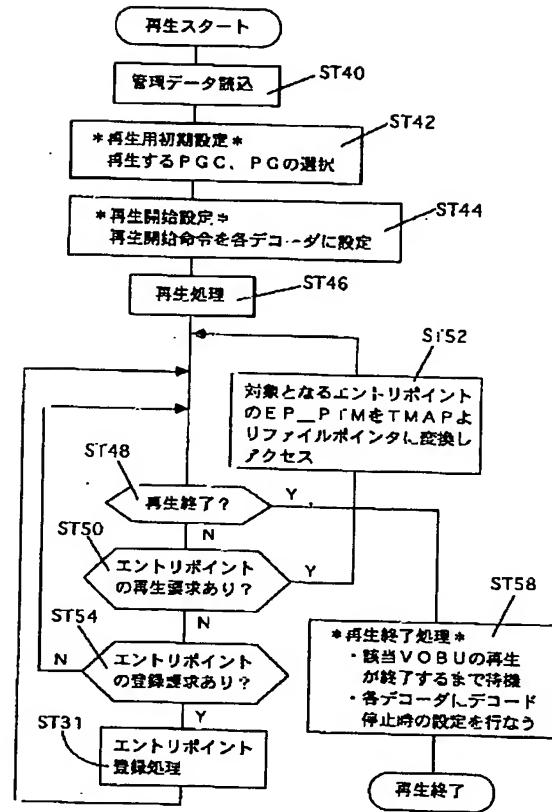 再生スタート
管理データ読込
ST40
ST42
*再生用初期設定*
再生するPGC、PGの選択
ST44
*再生開始設定*
再生開始命令を各デコーダに設定
再生処理
ST46
ST52
対象となるエントリポイント
のEP_PTMをTMAPよ
りファイルポインタに変換し
アクセス
ST48
再生終了?
Y
N
ST50
エントリポイント
の再生要求あり?
Y
N
ST54
エントリポイント
の登録要求あり?
N
Y
ST31
エントリポイント
登録処理
ST58
*再生終了処理*
・該当VOBUの再生
が終了するまで待機
・各デコーダにデコード
停止時の設定を行なう
再生終了